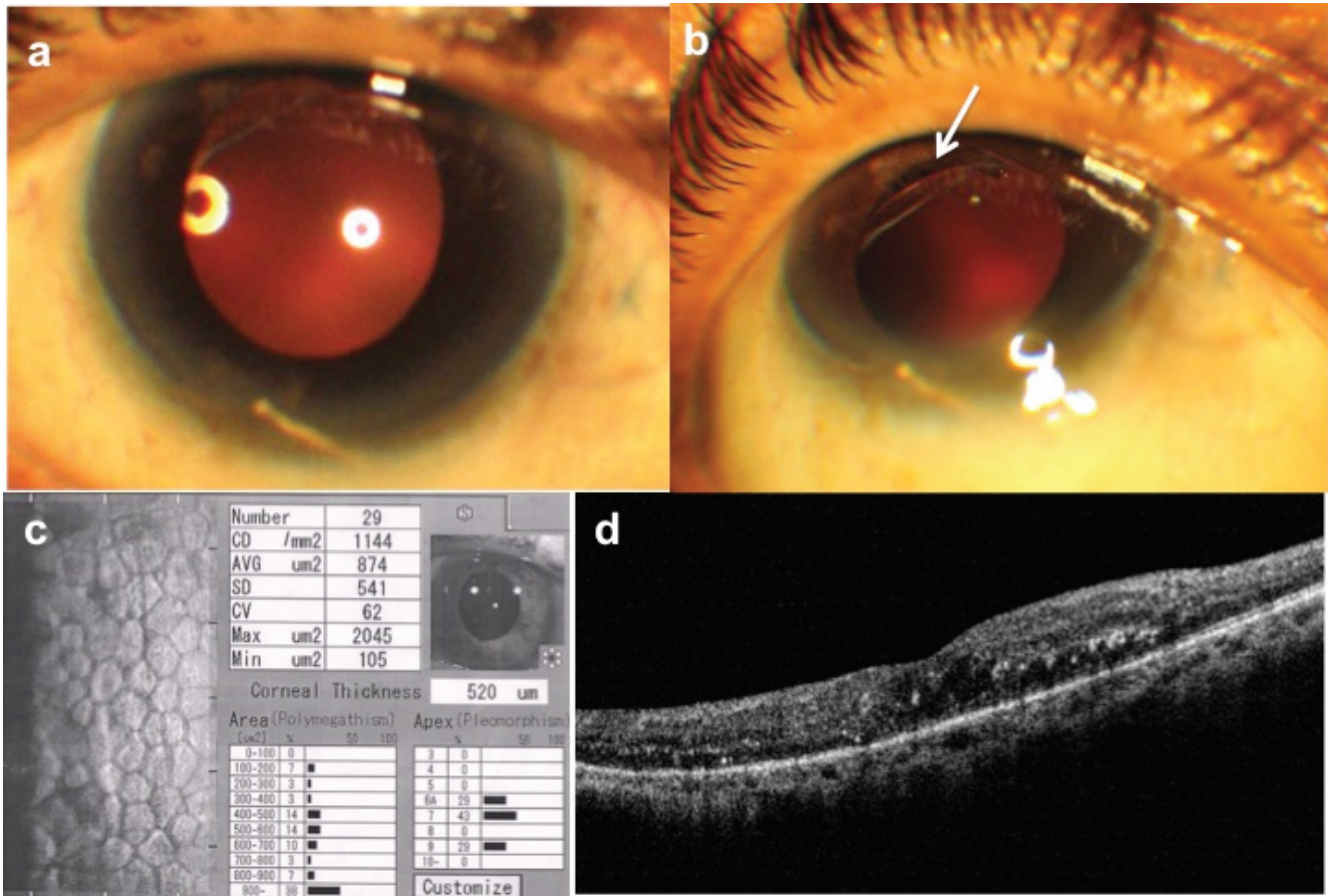 a
b
c
Number 29
CD /mm2 1144
AVG um2 874
SD 541
CV 62
Max um2 2045
Min um2 105
Corneal Thickness 520 um
Area (Polymegathism)
[um2] % 50 100
0-100 0
100-200 7
200-300 3
300-400 3
400-500 14
500-600 14
600-700 10
700-800 3
800-900 7
900- 38
Apex (Pleomorphism)
% 50 100
3 0
4 0
5 0
6A 29
7 43
8 0
9 29
10- 0
Customize
d